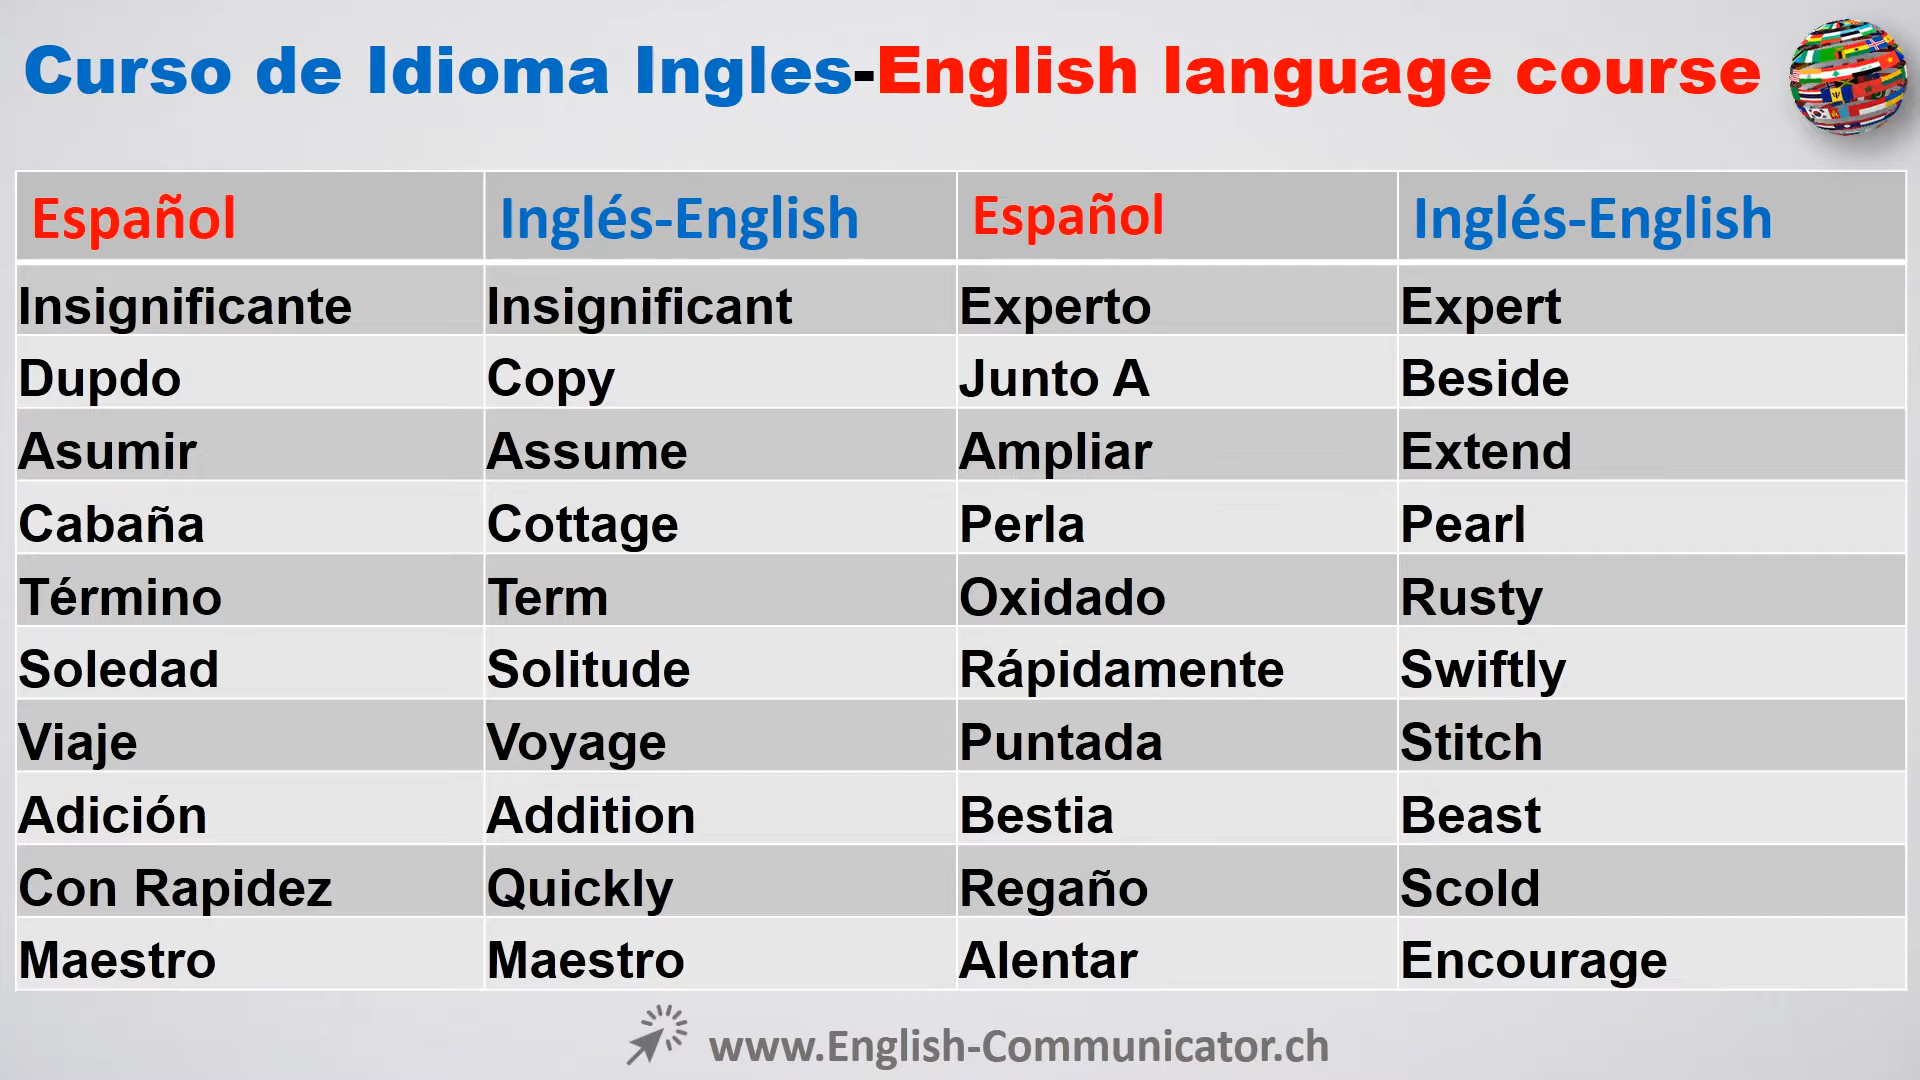 Curso de Idioma Ingles-English language course
Español Inglés-English Español Inglés-English
Insignificante Insignificant Experto Expert
Dupdo Copy Junto A Beside
Asumir Assume Ampliar Extend
Cabaña Cottage Perla Pearl
Término Term Oxidado Rusty
Soledad Solitude Rápidamente Swiftly
Viaje Voyage Puntada Stitch
Adición Addition Bestia Beast
Con Rapidez Quickly Regaño Scold
Maestro Maestro Alentar Encourage
www.English-Communicator.ch